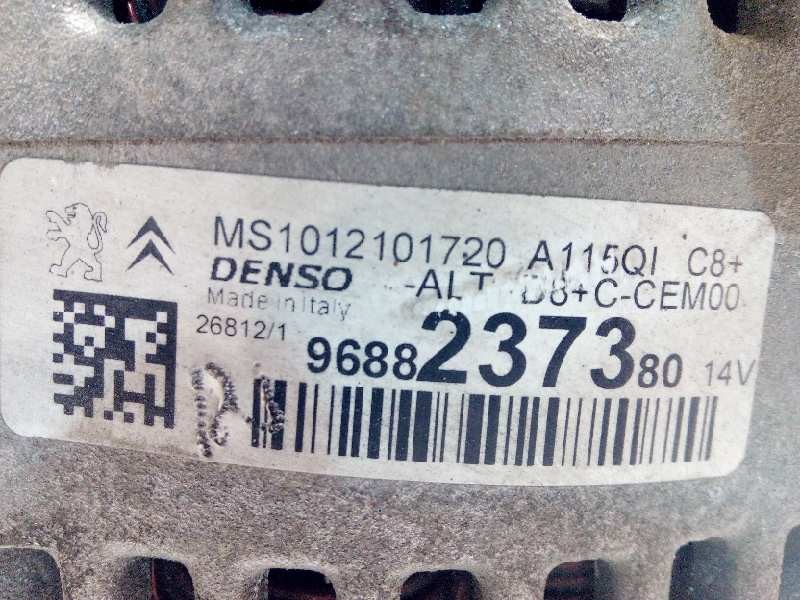 MS1012101720 A115QI C8+
DENSO -ALT D8+C-CEM00
Made in Italy
26812/1
9688237380 14V